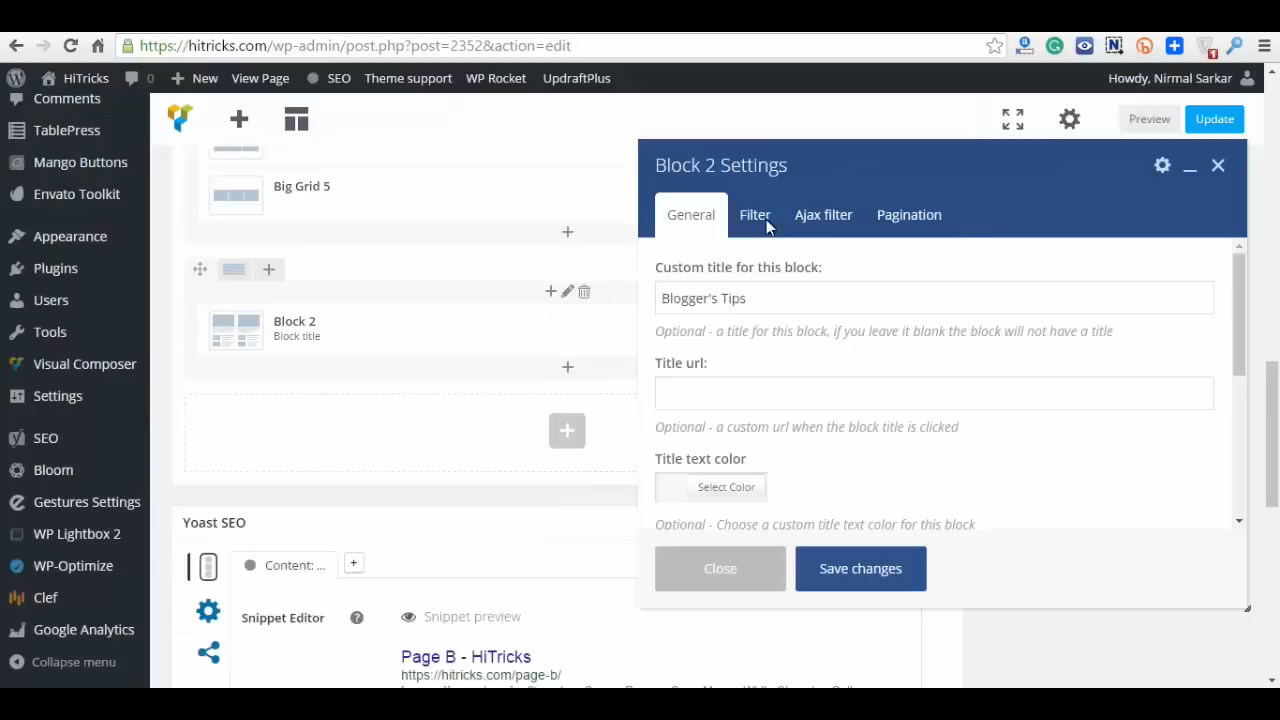 https://hitricks.com/wp-admin/post.php?post=2352&action=edit
HiTricks 0 New View Page SEO Theme support WP Rocket UpdraftPlus Howdy, Nirmal Sarkar
Comments
TablePress
Mango Buttons
Envato Toolkit
Appearance
Plugins
Users
Tools
Visual Composer
Settings
SEO
Bloom
Gestures Settings
WP Lightbox 2
WP-Optimize
Clef
Google Analytics
Collapse menu
Preview Update
Big Grid 5
Block 2
Block title
Block 2 Settings
General Filter Ajax filter Pagination
Custom title for this block:
Blogger's Tips
Optional - a title for this block, if you leave it blank the block will not have a title
Title url:
Optional - a custom url when the block title is clicked
Title text color
Select Color
Optional - Choose a custom title text color for this block
Close Save changes
Yoast SEO
Content: ... +
Snippet Editor ? Snippet preview
Page B - HiTricks
https://hitricks.com/page-b/